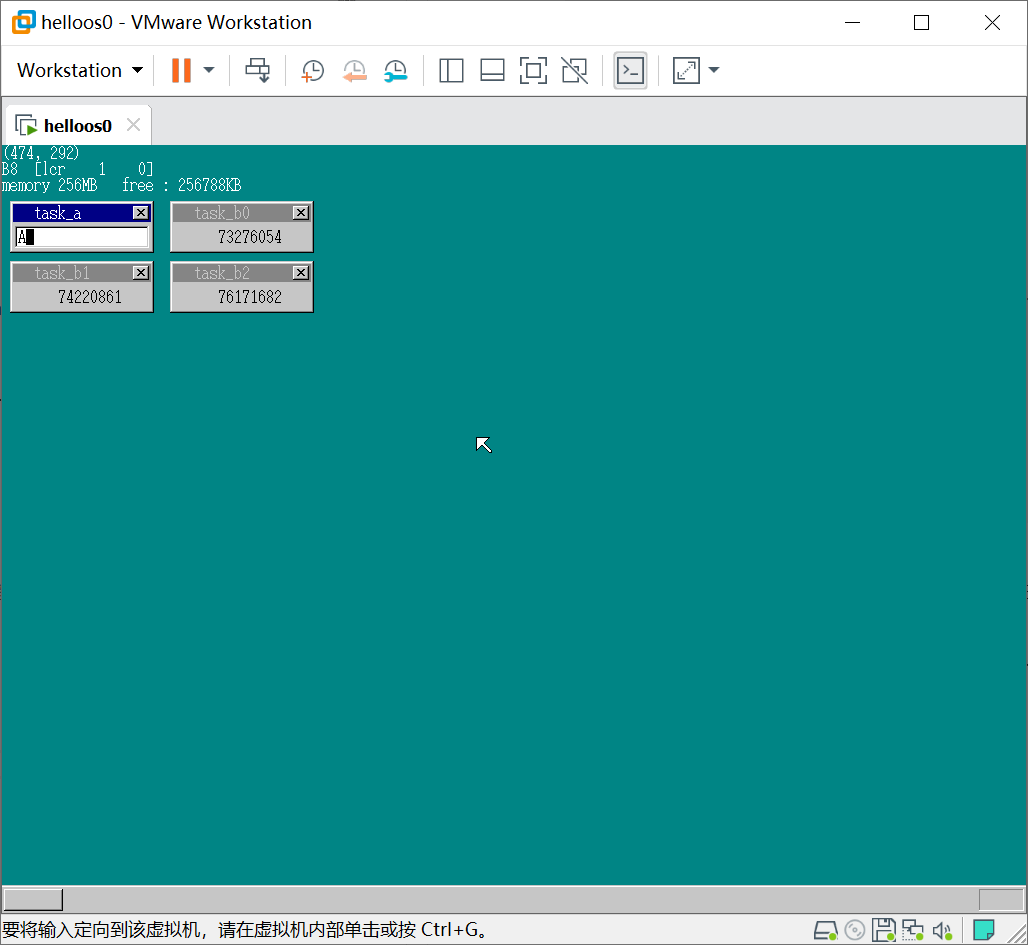 helloos0 - VMware Workstation
Workstation
helloos0
(474, 292)
B8 [lcr 1 0]
memory 256MB free : 256788KB
task_a
task_b0
A
73276054
task_b1
task_b2
74220861
76171682
要将输入定向到该虚拟机，请在虚拟机内部单击或按 Ctrl+G。